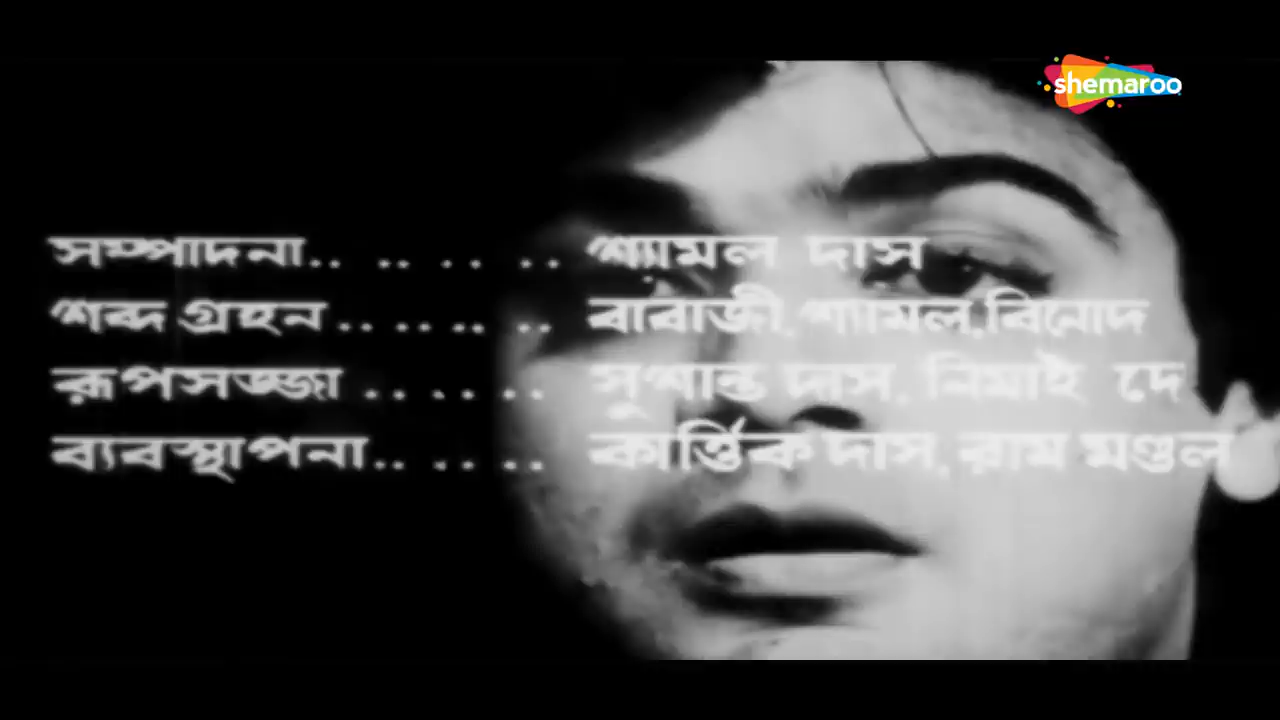 shemaroo
সম্পাদনা.. .. .. .. শ্যামল দাস
শব্দ গ্রহন .. .. .. .. বাবাজী, শ্যামল, বিনোদ
রূপসজ্জা .. .. .. সুশান্ত দাস, নিমাই দে
ব্যবস্থাপনা.. .. .. কার্ত্তিক দাস, রাম মণ্ডল